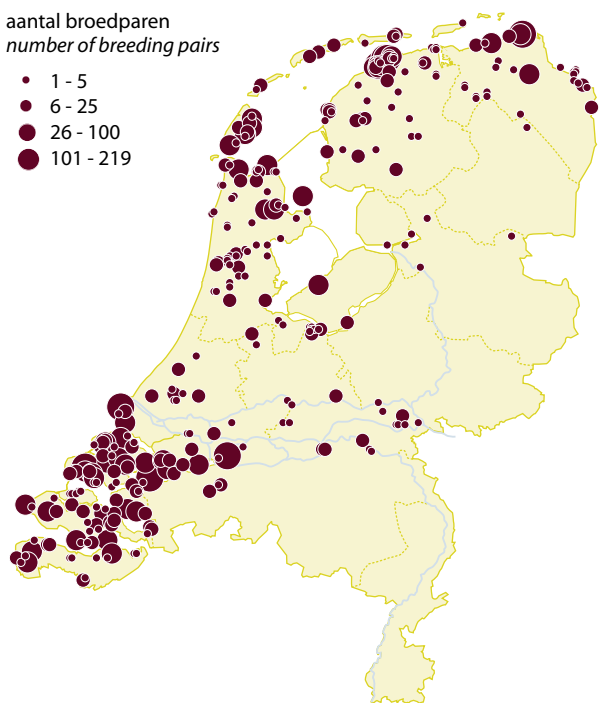 aantal broedparen
number of breeding pairs
1 - 5
6 - 25
26 - 100
101 - 219